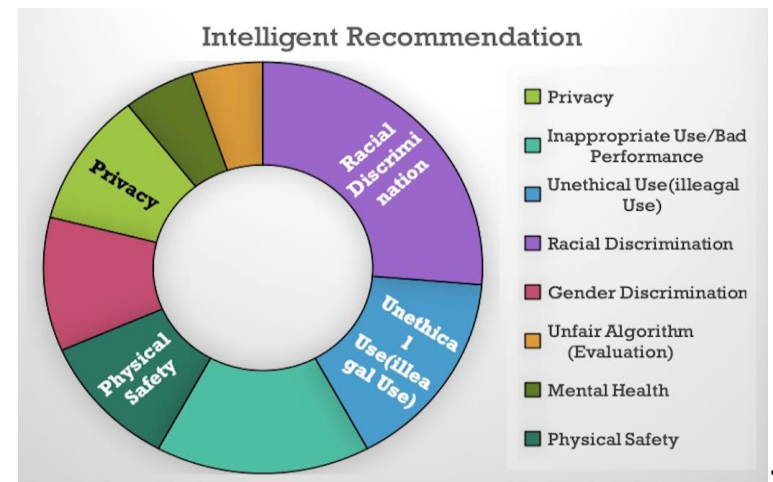 Intelligent Recommendation
Racial
Discrimi
nation
Unethica
l
Use(illea
gal Use)
Physical
Safety
Privacy
Privacy
Inappropriate Use/Bad
Performance
Unethical Use(illeagal
Use)
Racial Discrimination
Gender Discrimination
Unfair Algorithm
(Evaluation)
Mental Health
Physical Safety